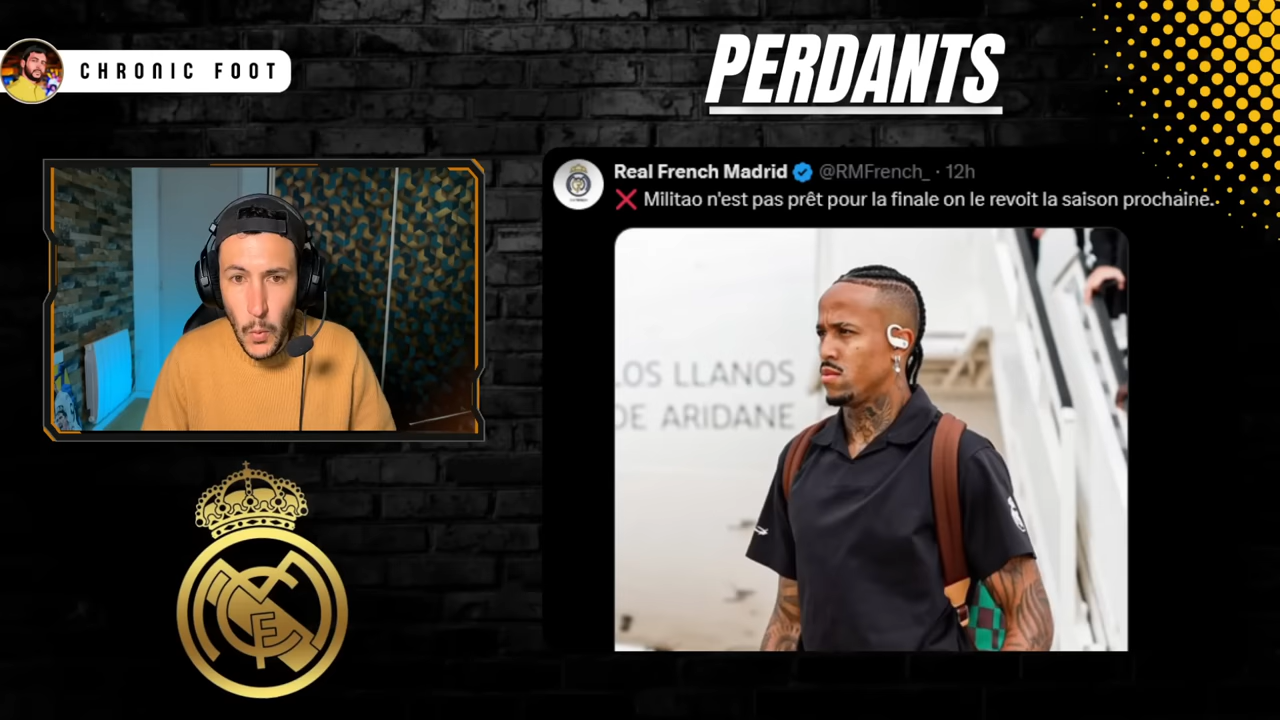 CHRONIC FOOT
PERDANTS
Real French Madrid @RMFrench_ · 12h
❌ Militao n'est pas prêt pour la finale on le revoit la saison prochaine.
LOS LLANOS
DE ARIDANE